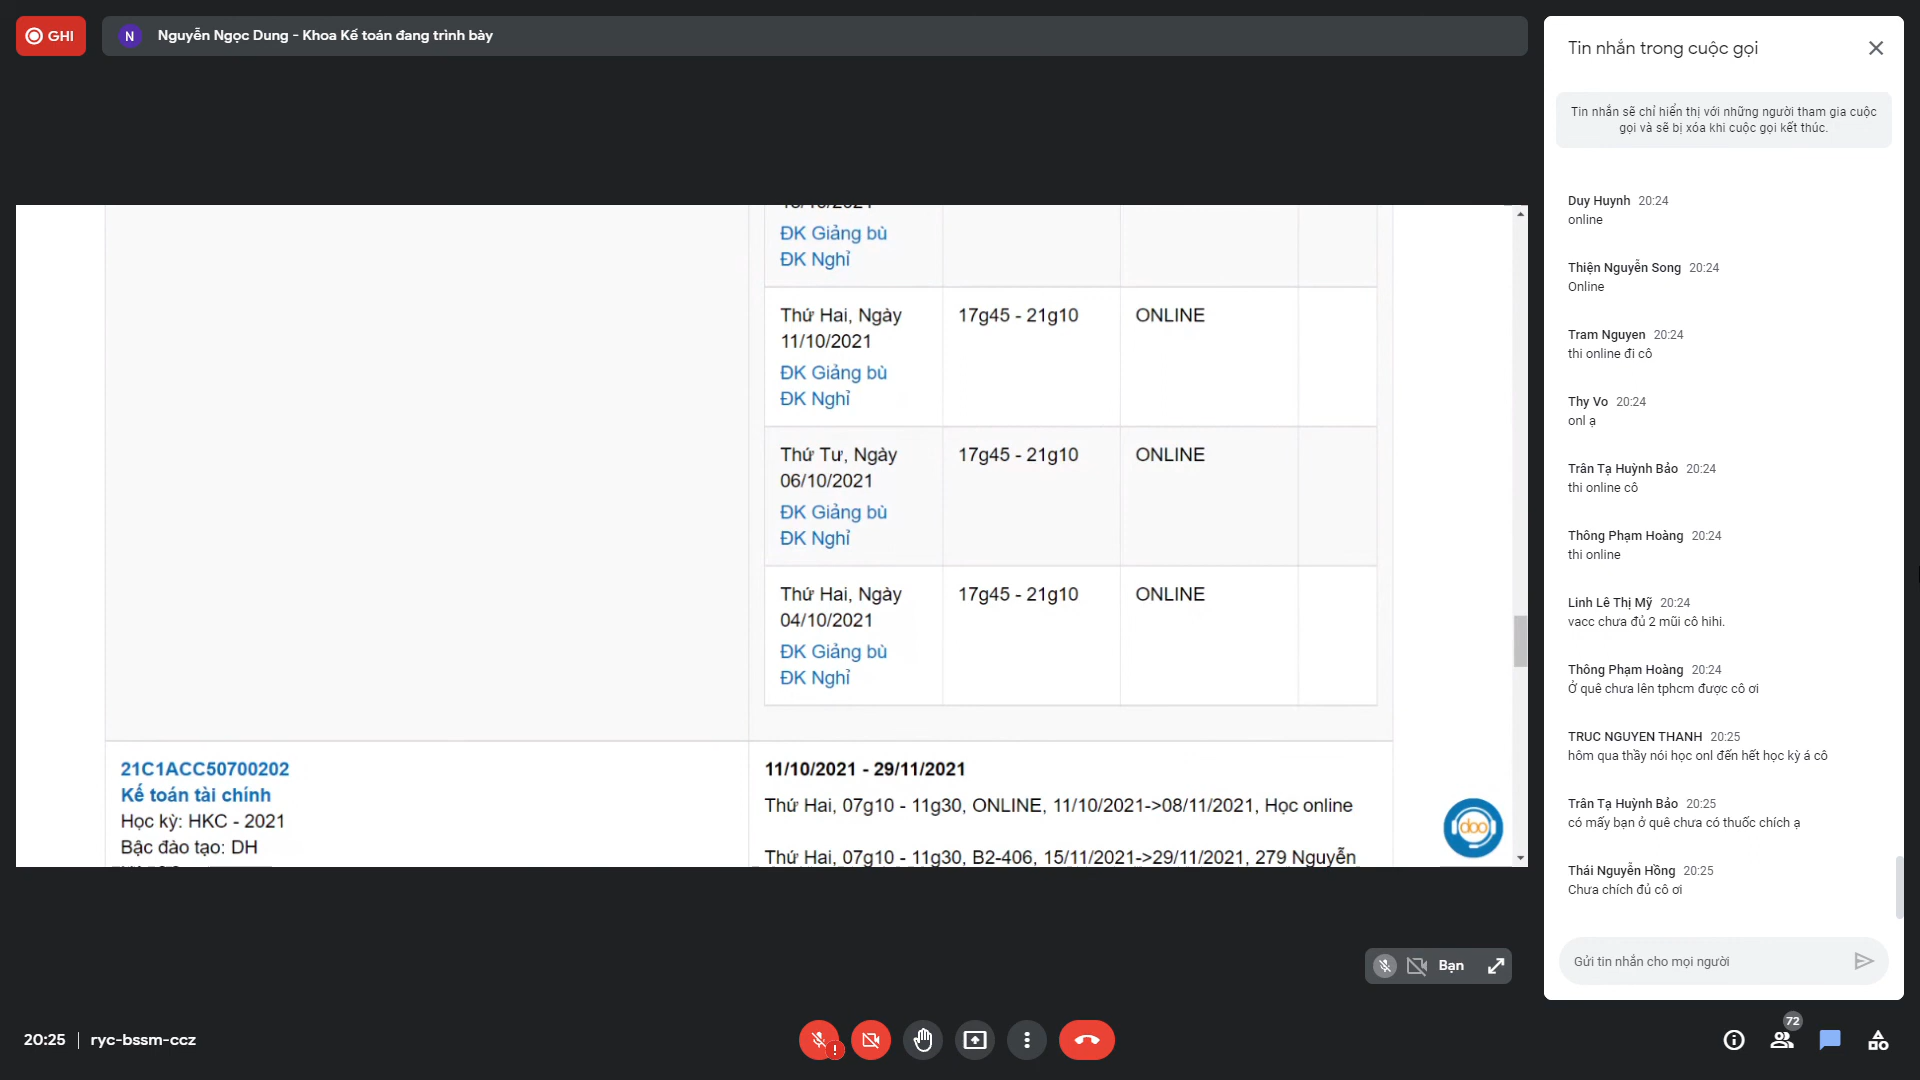 GHI
N
Nguyễn Ngọc Dung - Khoa Kế toán đang trình bày
ĐK Giảng bù
ĐK Nghỉ
Thứ Hai, Ngày 11/10/2021
17g45 - 21g10
ONLINE
ĐK Giảng bù
ĐK Nghỉ
Thứ Tư, Ngày 06/10/2021
17g45 - 21g10
ONLINE
ĐK Giảng bù
ĐK Nghỉ
Thứ Hai, Ngày 04/10/2021
17g45 - 21g10
ONLINE
ĐK Giảng bù
ĐK Nghỉ
21C1ACC50700202
Kế toán tài chính
Học kỳ: HKC - 2021
Bậc đảo tạo: DH
11/10/2021 - 29/11/2021
Thứ Hai, 07g10 - 11g30, ONLINE, 11/10/2021->08/11/2021, Học online
Thứ Hai, 07g10 - 11g30, B2-406, 15/11/2021->29/11/2021, 279 Nguyễn
doo
Bạn
20:25
ryc-bssm-ccz
Tin nhắn trong cuộc gọi
Tin nhắn sẽ chỉ hiển thị với những người tham gia cuộc
gọi và sẽ bị xóa khi cuộc gọi kết thúc.
Duy Huynh 20:24
online
Thiện Nguyễn Song 20:24
Online
Tram Nguyen 20:24
thi online đi cô
Thy Vo 20:24
onl ạ
Trân Tạ Huỳnh Bảo 20:24
thi online cô
Thông Phạm Hoàng 20:24
thi online
Linh Lê Thị Mỹ 20:24
vacc chưa đủ 2 mũi cô hihi.
Thông Phạm Hoàng 20:24
Ở quê chưa lên tphcm được cô ơi
TRUC NGUYEN THANH 20:25
hôm qua thầy nói học onl đến hết học kỳ á cô
Trân Tạ Huỳnh Bảo 20:25
có mấy bạn ở quê chưa có thuốc chích ạ
Thái Nguyễn Hồng 20:25
Chưa chích đủ cô ơi
Gửi tin nhắn cho mọi người
72